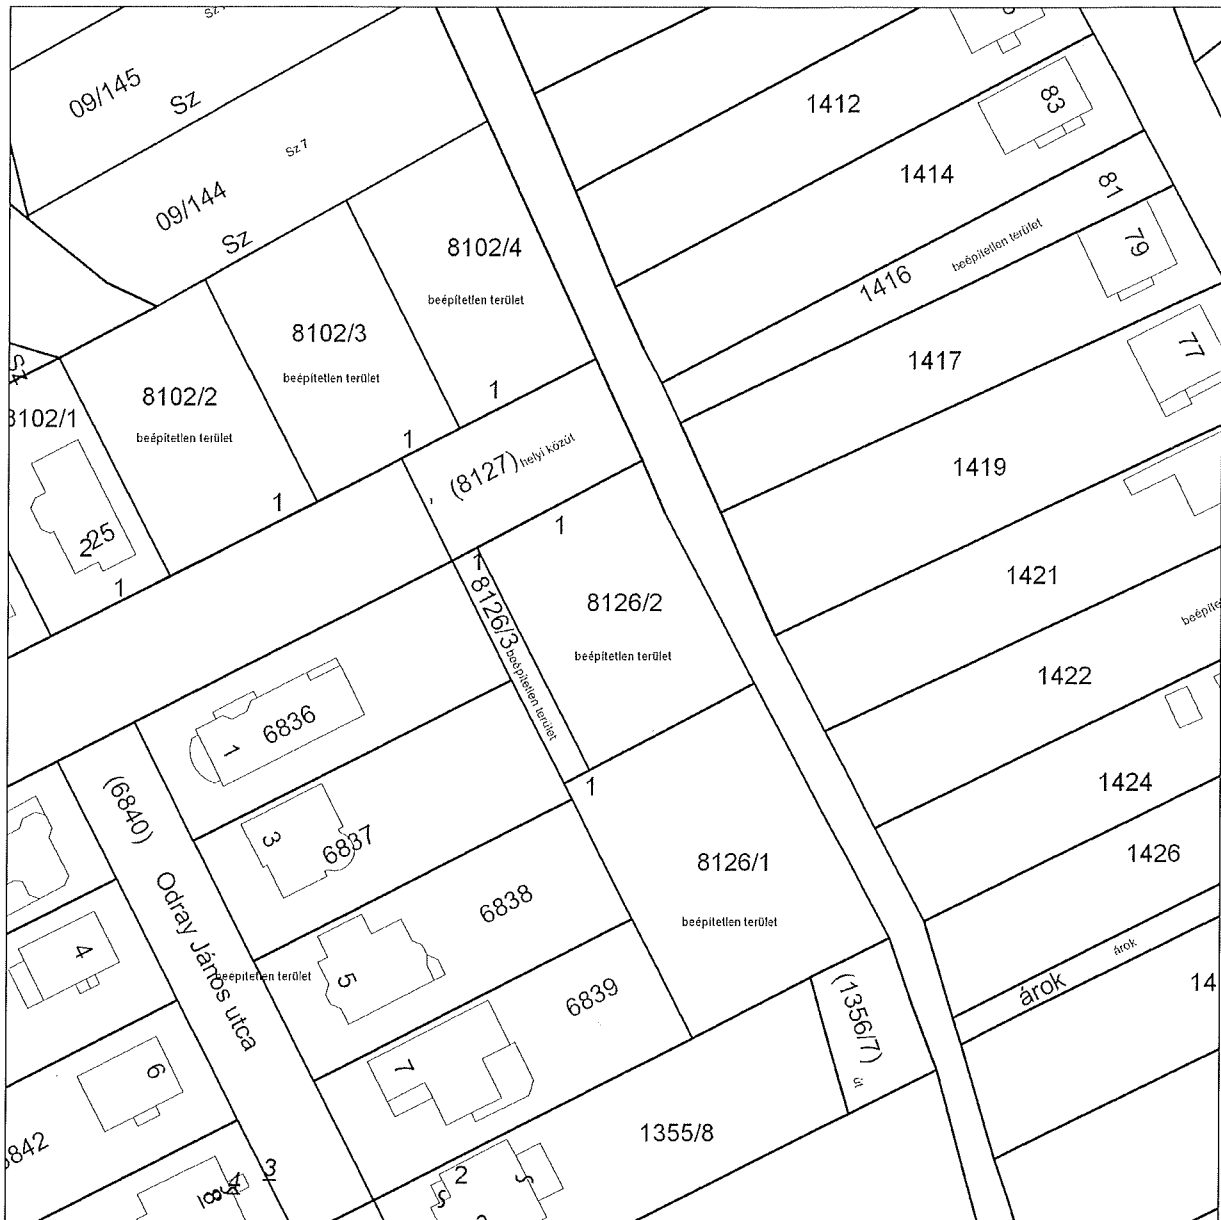 09/145
Sz
Sz 7
09/144
Sz
1412
83
1414
81
beépítetlen terület
1416
79
8102/4
beépítetlen terület
8102/3
beépítetlen terület
8102/2
beépítetlen terület
Sz
8102/1
1417
77
1
1
1
(8127) helyi közút
1419
225
1
1
1
8126/3 beépítetlen terület
8126/2
beépítetlen terület
1421
1422
6836
1
1
1424
(6840)
3
6837
8126/1
beépítetlen terület
1426
6838
Odray János utca
4
beépítetlen terület
5
6839
(1356/7)
út
árok
árok
14
7
6
1355/8
6842
4
3
2